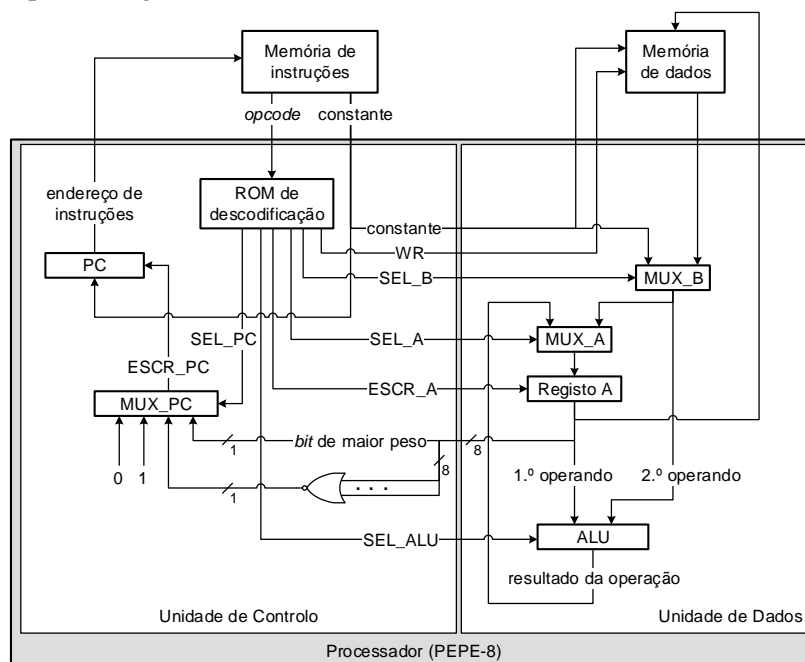 Memória de
instruções
Memória
de dados
opcode
constante
endereço de
instruções
ROM de
descodificação
constante
WR
PC
SEL_B
MUX_B
SEL_PC
SEL_A
MUX_A
ESCR_PC
ESCR_A
Registo A
MUX_PC
bit de maior peso
1
8
8
0
1
1
. . .
1.º operando
2.º operando
SEL_ALU
ALU
resultado da operação
Unidade de Controlo
Unidade de Dados
Processador (PEPE-8)